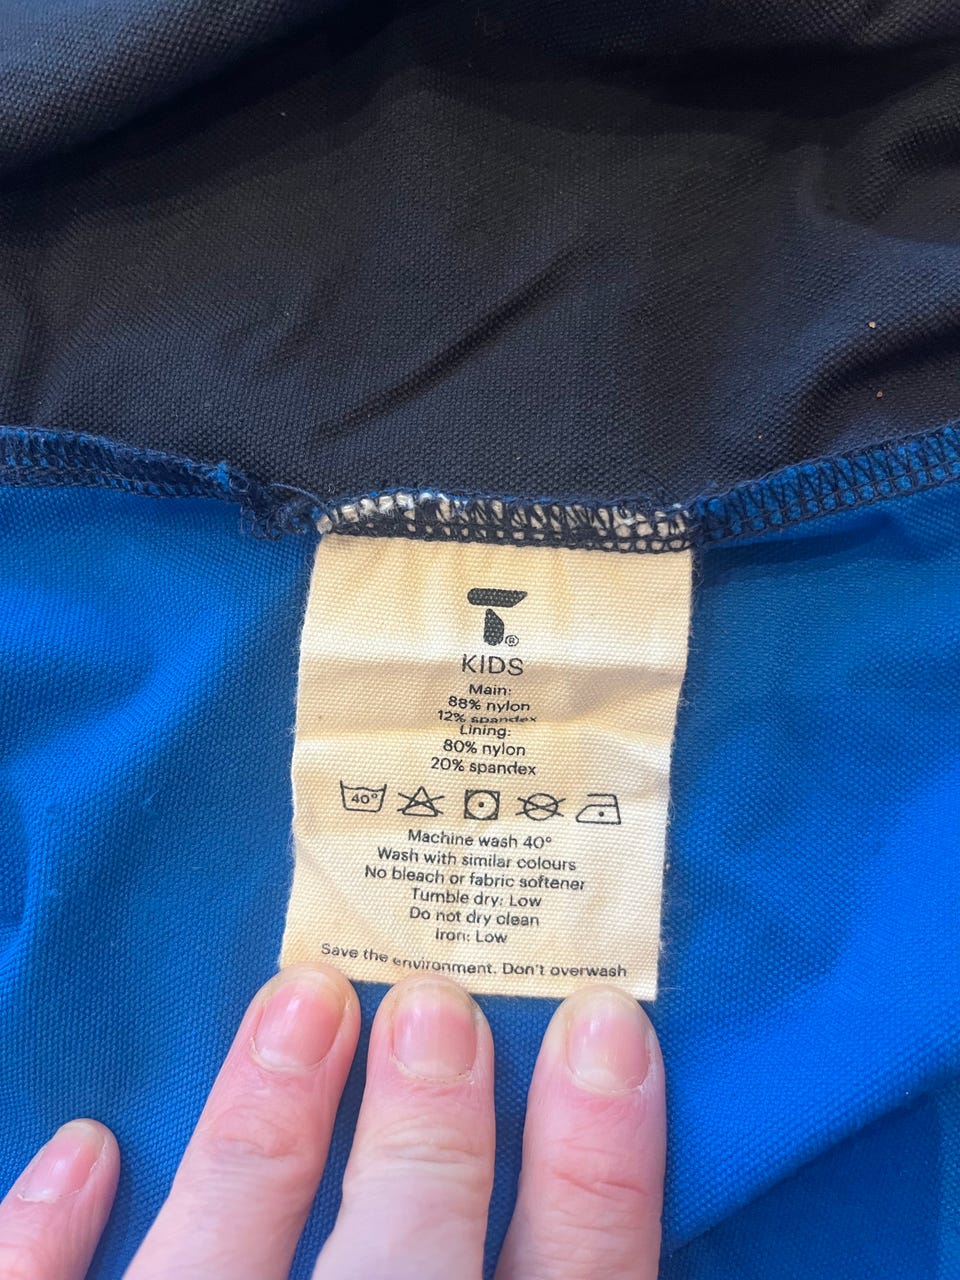 T®
KIDS
Main:
88% nylon
12% spandex
Lining:
80% nylon
20% spandex
40°
Machine wash 40°
Wash with similar colours
No bleach or fabric softener
Tumble dry: Low
Do not dry clean
Iron: Low
Save the environment. Don't overwash